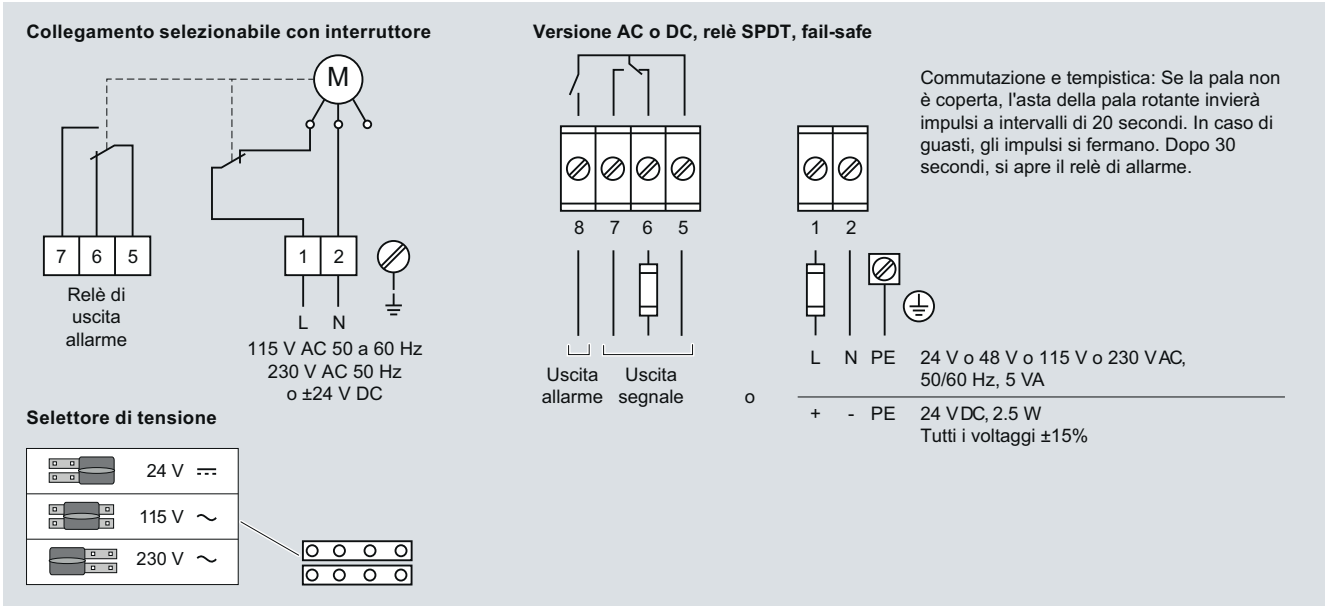 Collegamento selezionabile con interruttore
M
7 6 5
Relè di
uscita
allarme
1 2
L N
115 V AC 50 a 60 Hz
230 V AC 50 Hz
o ±24 V DC
Selettore di tensione
24 V
115 V
230 V
Versione AC o DC, relè SPDT, fail-safe
8 7 6 5
Uscita
allarme
Uscita
segnale
o
1 2
L N PE
24 V o 48 V o 115 V o 230 V AC,
50/60 Hz, 5 VA
+ - PE
24 V DC, 2.5 W
Tutti i voltaggi ±15%
Commutazione e tempistica: Se la pala non
è coperta, l'asta della pala rotante invierà
impulsi a intervalli di 20 secondi. In caso di
guasti, gli impulsi si fermano. Dopo 30
secondi, si apre il relè di allarme.